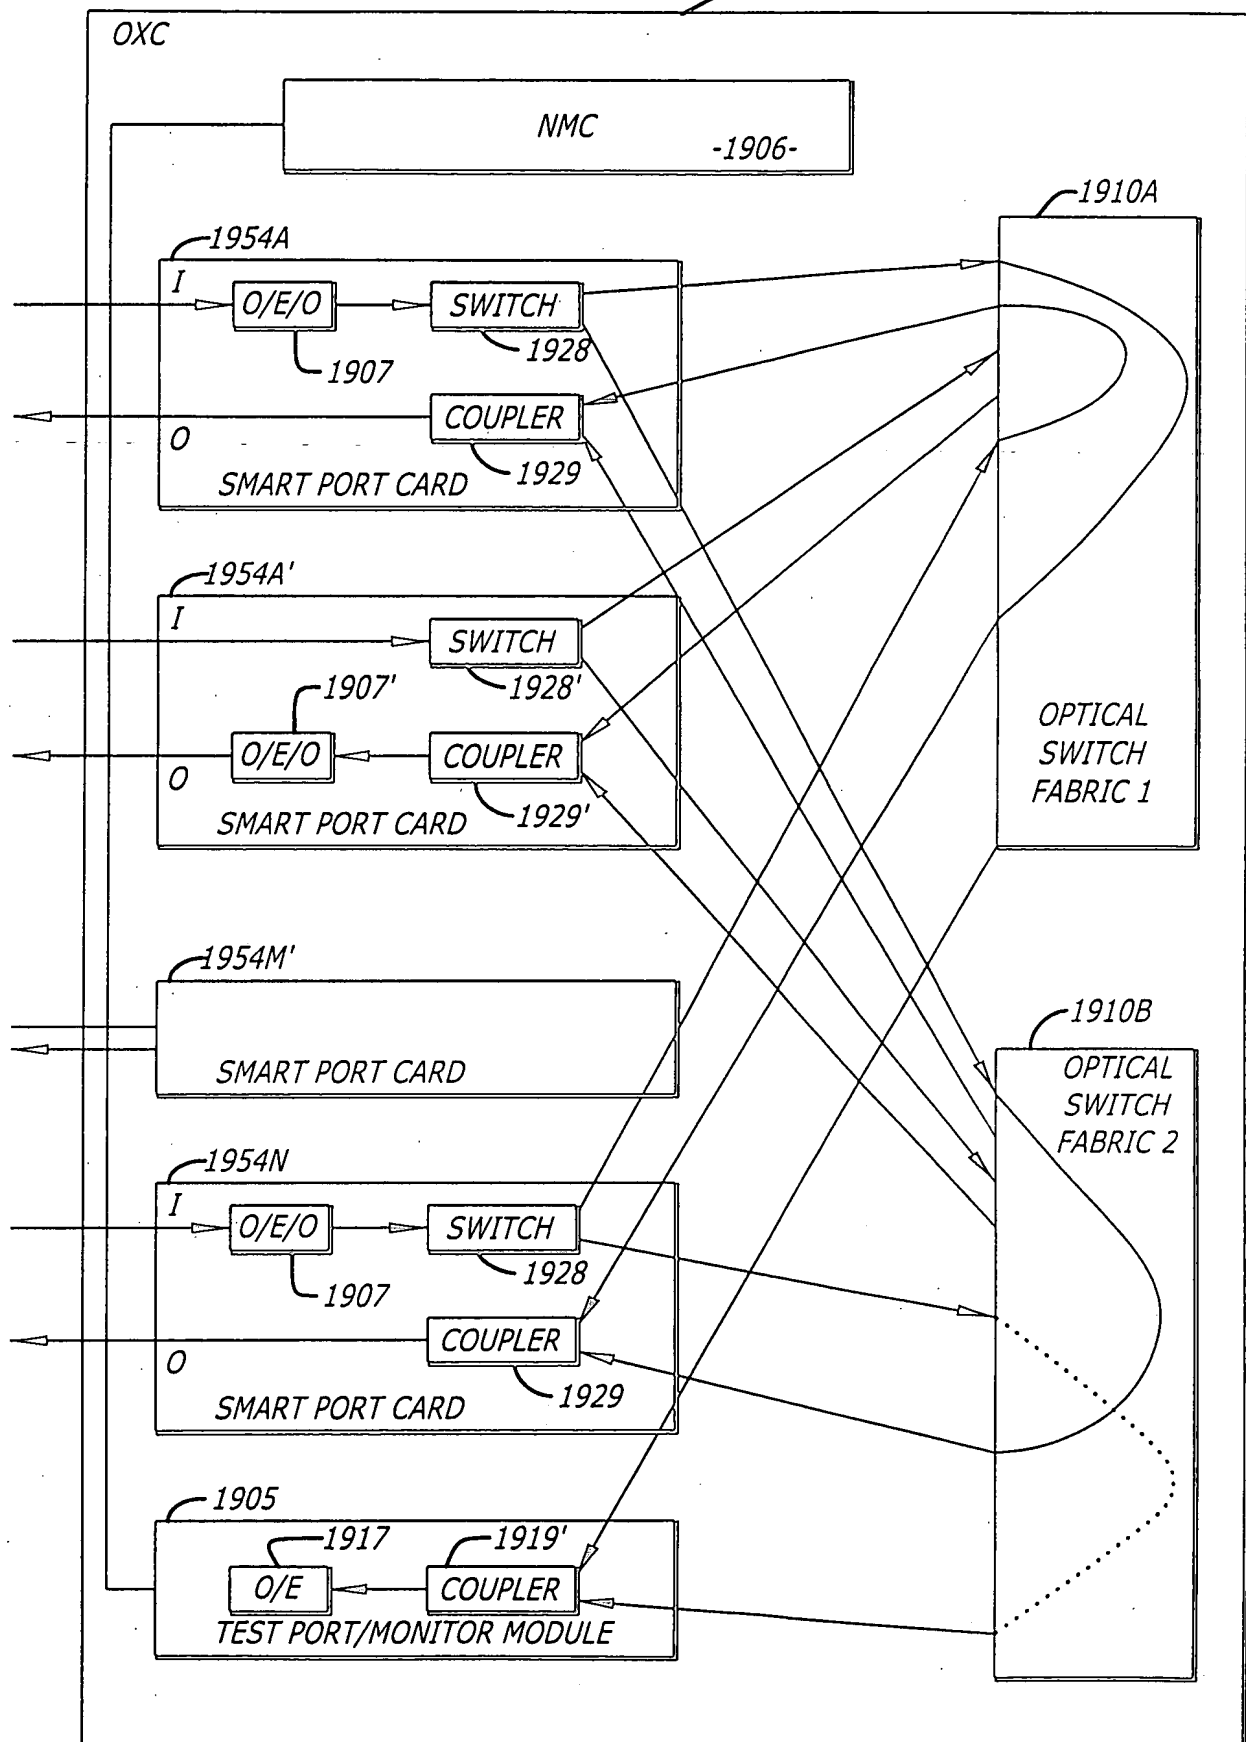 OXC
NMC
-1906-
1910A
1954A
I
O/E/O
SWITCH
1928
1907
COUPLER
O
1929
SMART PORT CARD
1954A'
I
SWITCH
1928'
1907'
O/E/O
COUPLER
O
1929'
SMART PORT CARD
OPTICAL
SWITCH
FABRIC 1
1954M'
SMART PORT CARD
1910B
OPTICAL
SWITCH
FABRIC 2
1954N
I
O/E/O
SWITCH
1928
1907
COUPLER
O
1929
SMART PORT CARD
1905
1917
1919'
O/E
COUPLER
TEST PORT/MONITOR MODULE